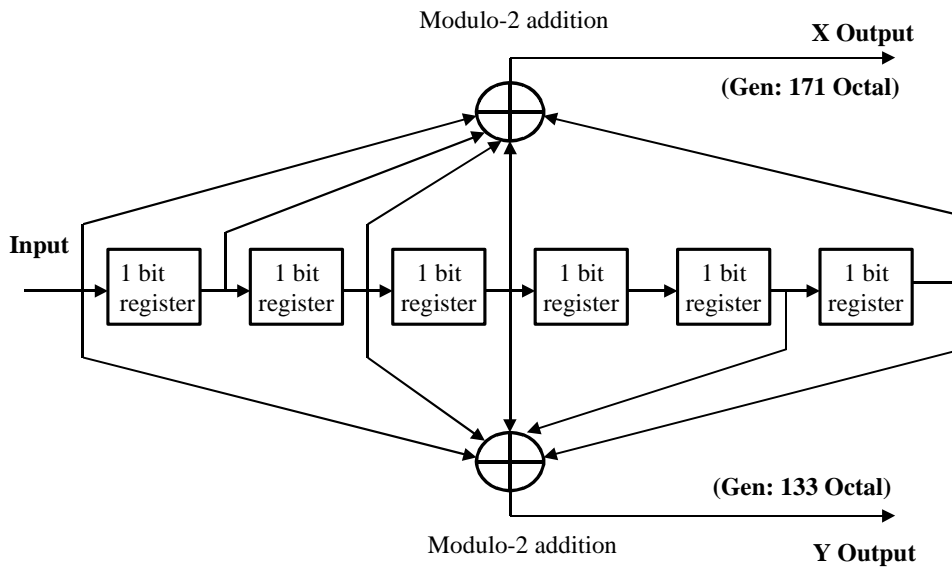 Modulo-2 addition
X Output
(Gen: 171 Octal)
Input
1 bit
register
1 bit
register
1 bit
register
1 bit
register
1 bit
register
1 bit
register
(Gen: 133 Octal)
Modulo-2 addition
Y Output